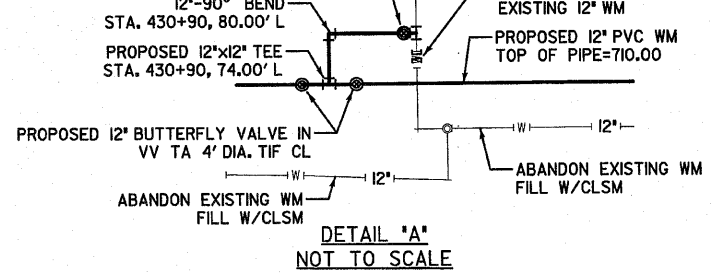 12"-90° BEND
STA. 430+90, 80.00' L
EXISTING 12" WM
PROPOSED 12"x12" TEE
STA. 430+90, 74.00' L
PROPOSED 12" PVC WM
TOP OF PIPE=710.00
PROPOSED 12" BUTTERFLY VALVE IN
VV TA 4' DIA. TIF CL
W
12"
ABANDON EXISTING WM
FILL W/CLSM
W
12"
ABANDON EXISTING WM
FILL W/CLSM
DETAIL "A"
NOT TO SCALE